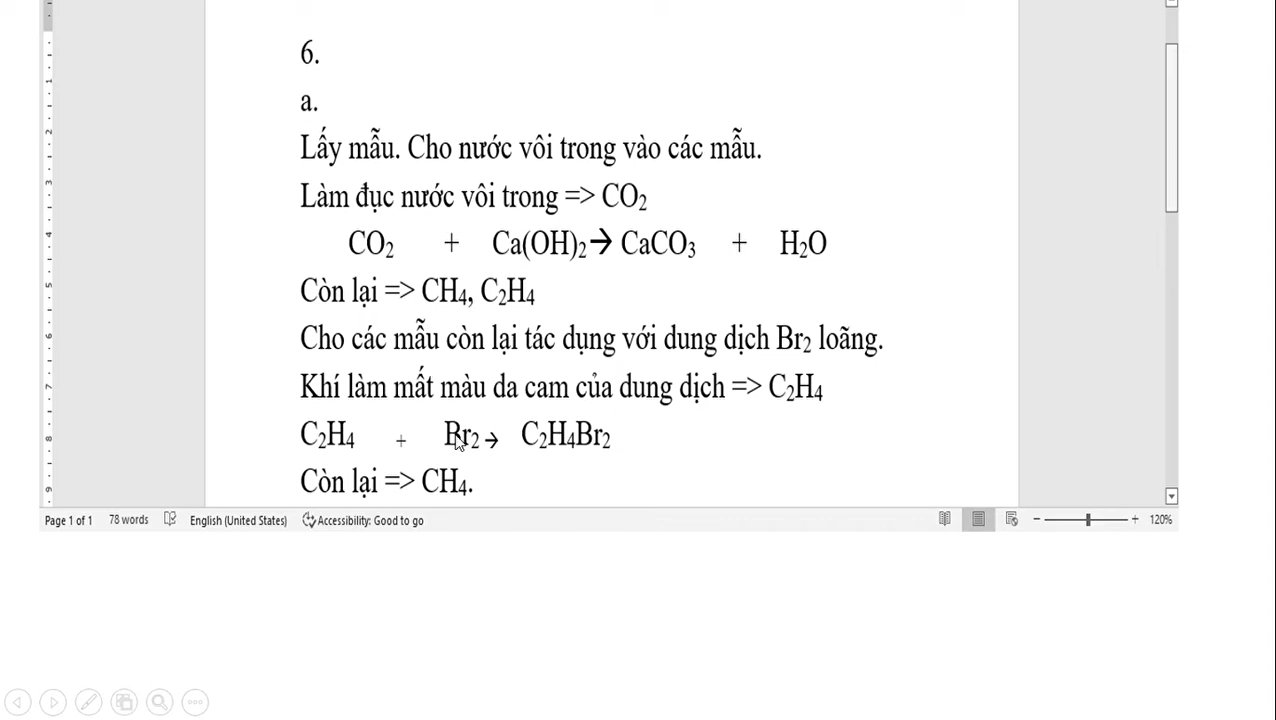 6.
a.
Lấy mẫu. Cho nước vôi trong vào các mẫu.
Làm đục nước vôi trong => CO₂
CO₂ + Ca(OH)₂→ CaCO₃ + H₂O
Còn lại => CH₄, C₂H₄
Cho các mẫu còn lại tác dụng với dung dịch Br₂ loãng.
Khí làm mất màu da cam của dung dịch => C₂H₄
C₂H₄ + Br₂ → C₂H₄Br₂
Còn lại => CH₄.
Page 1 of 1 78 words English (United States) Accessibility: Good to go 120%